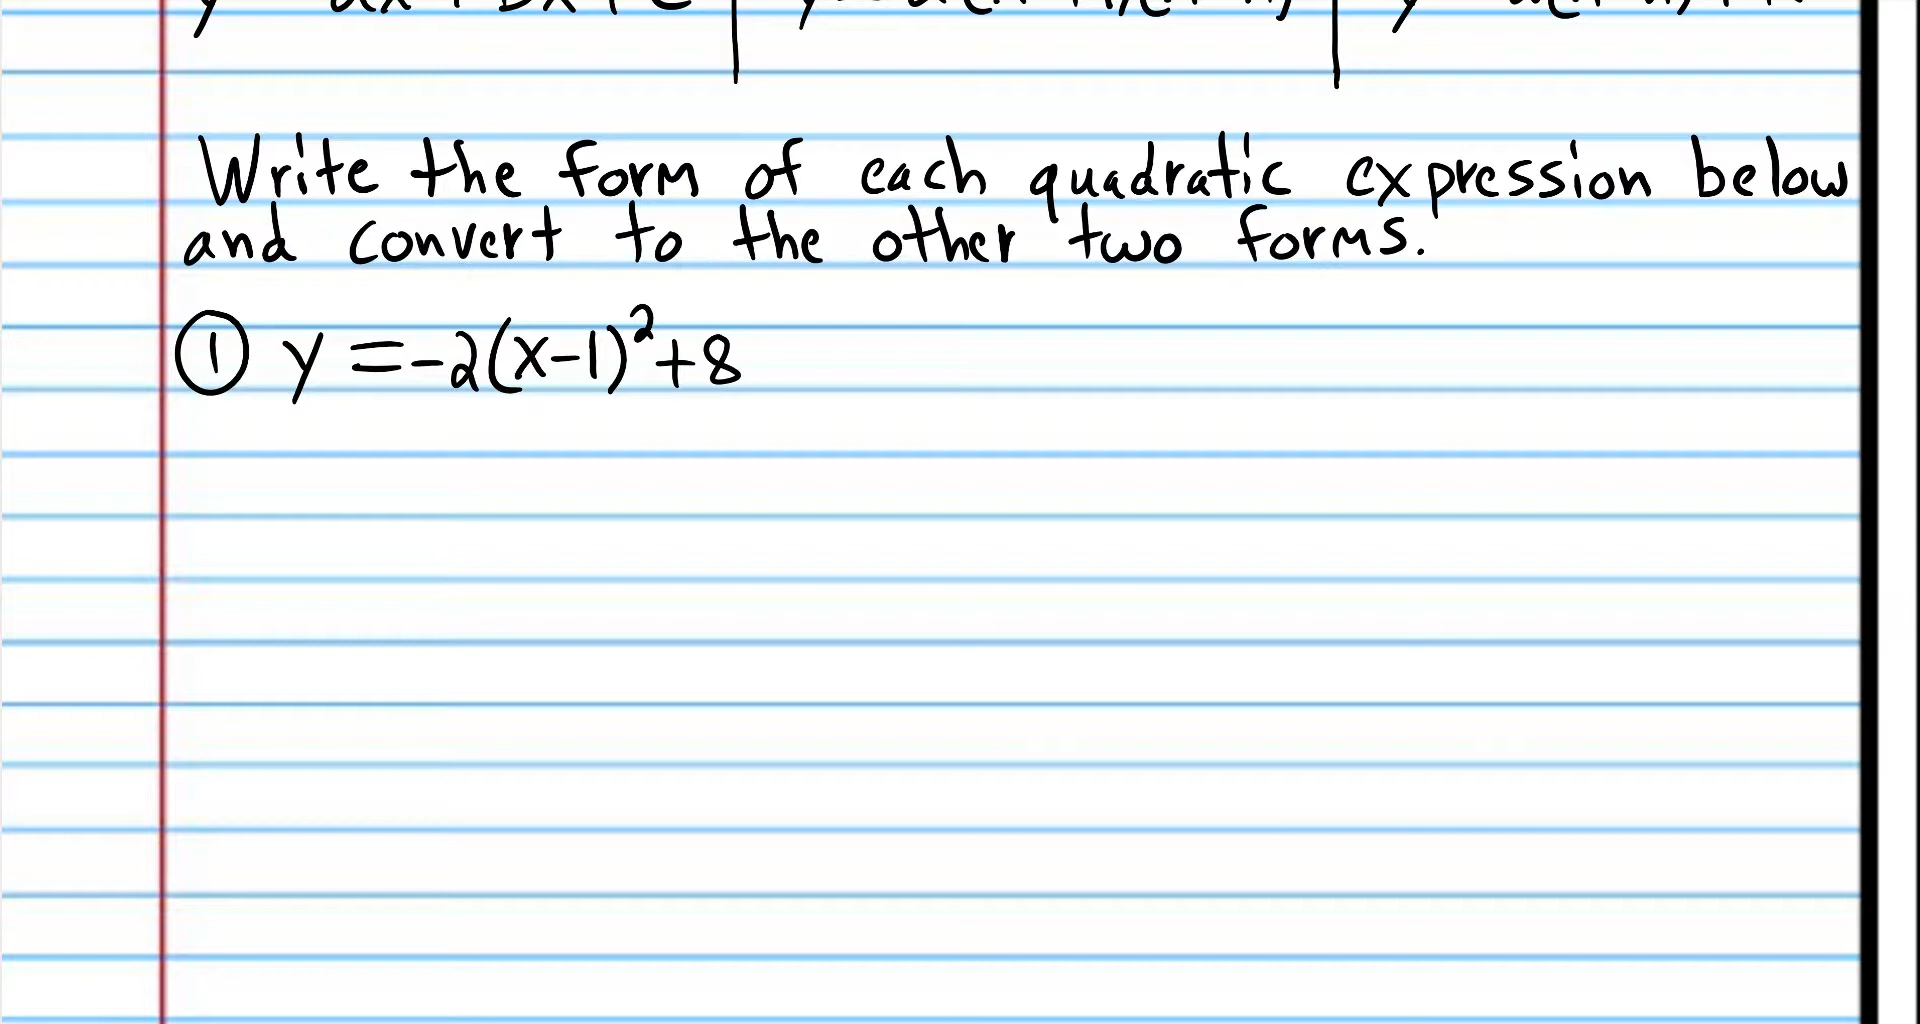 Write the form of each quadratic expression below
and convert to the other two forms.
① y = -2(x-1)²+8